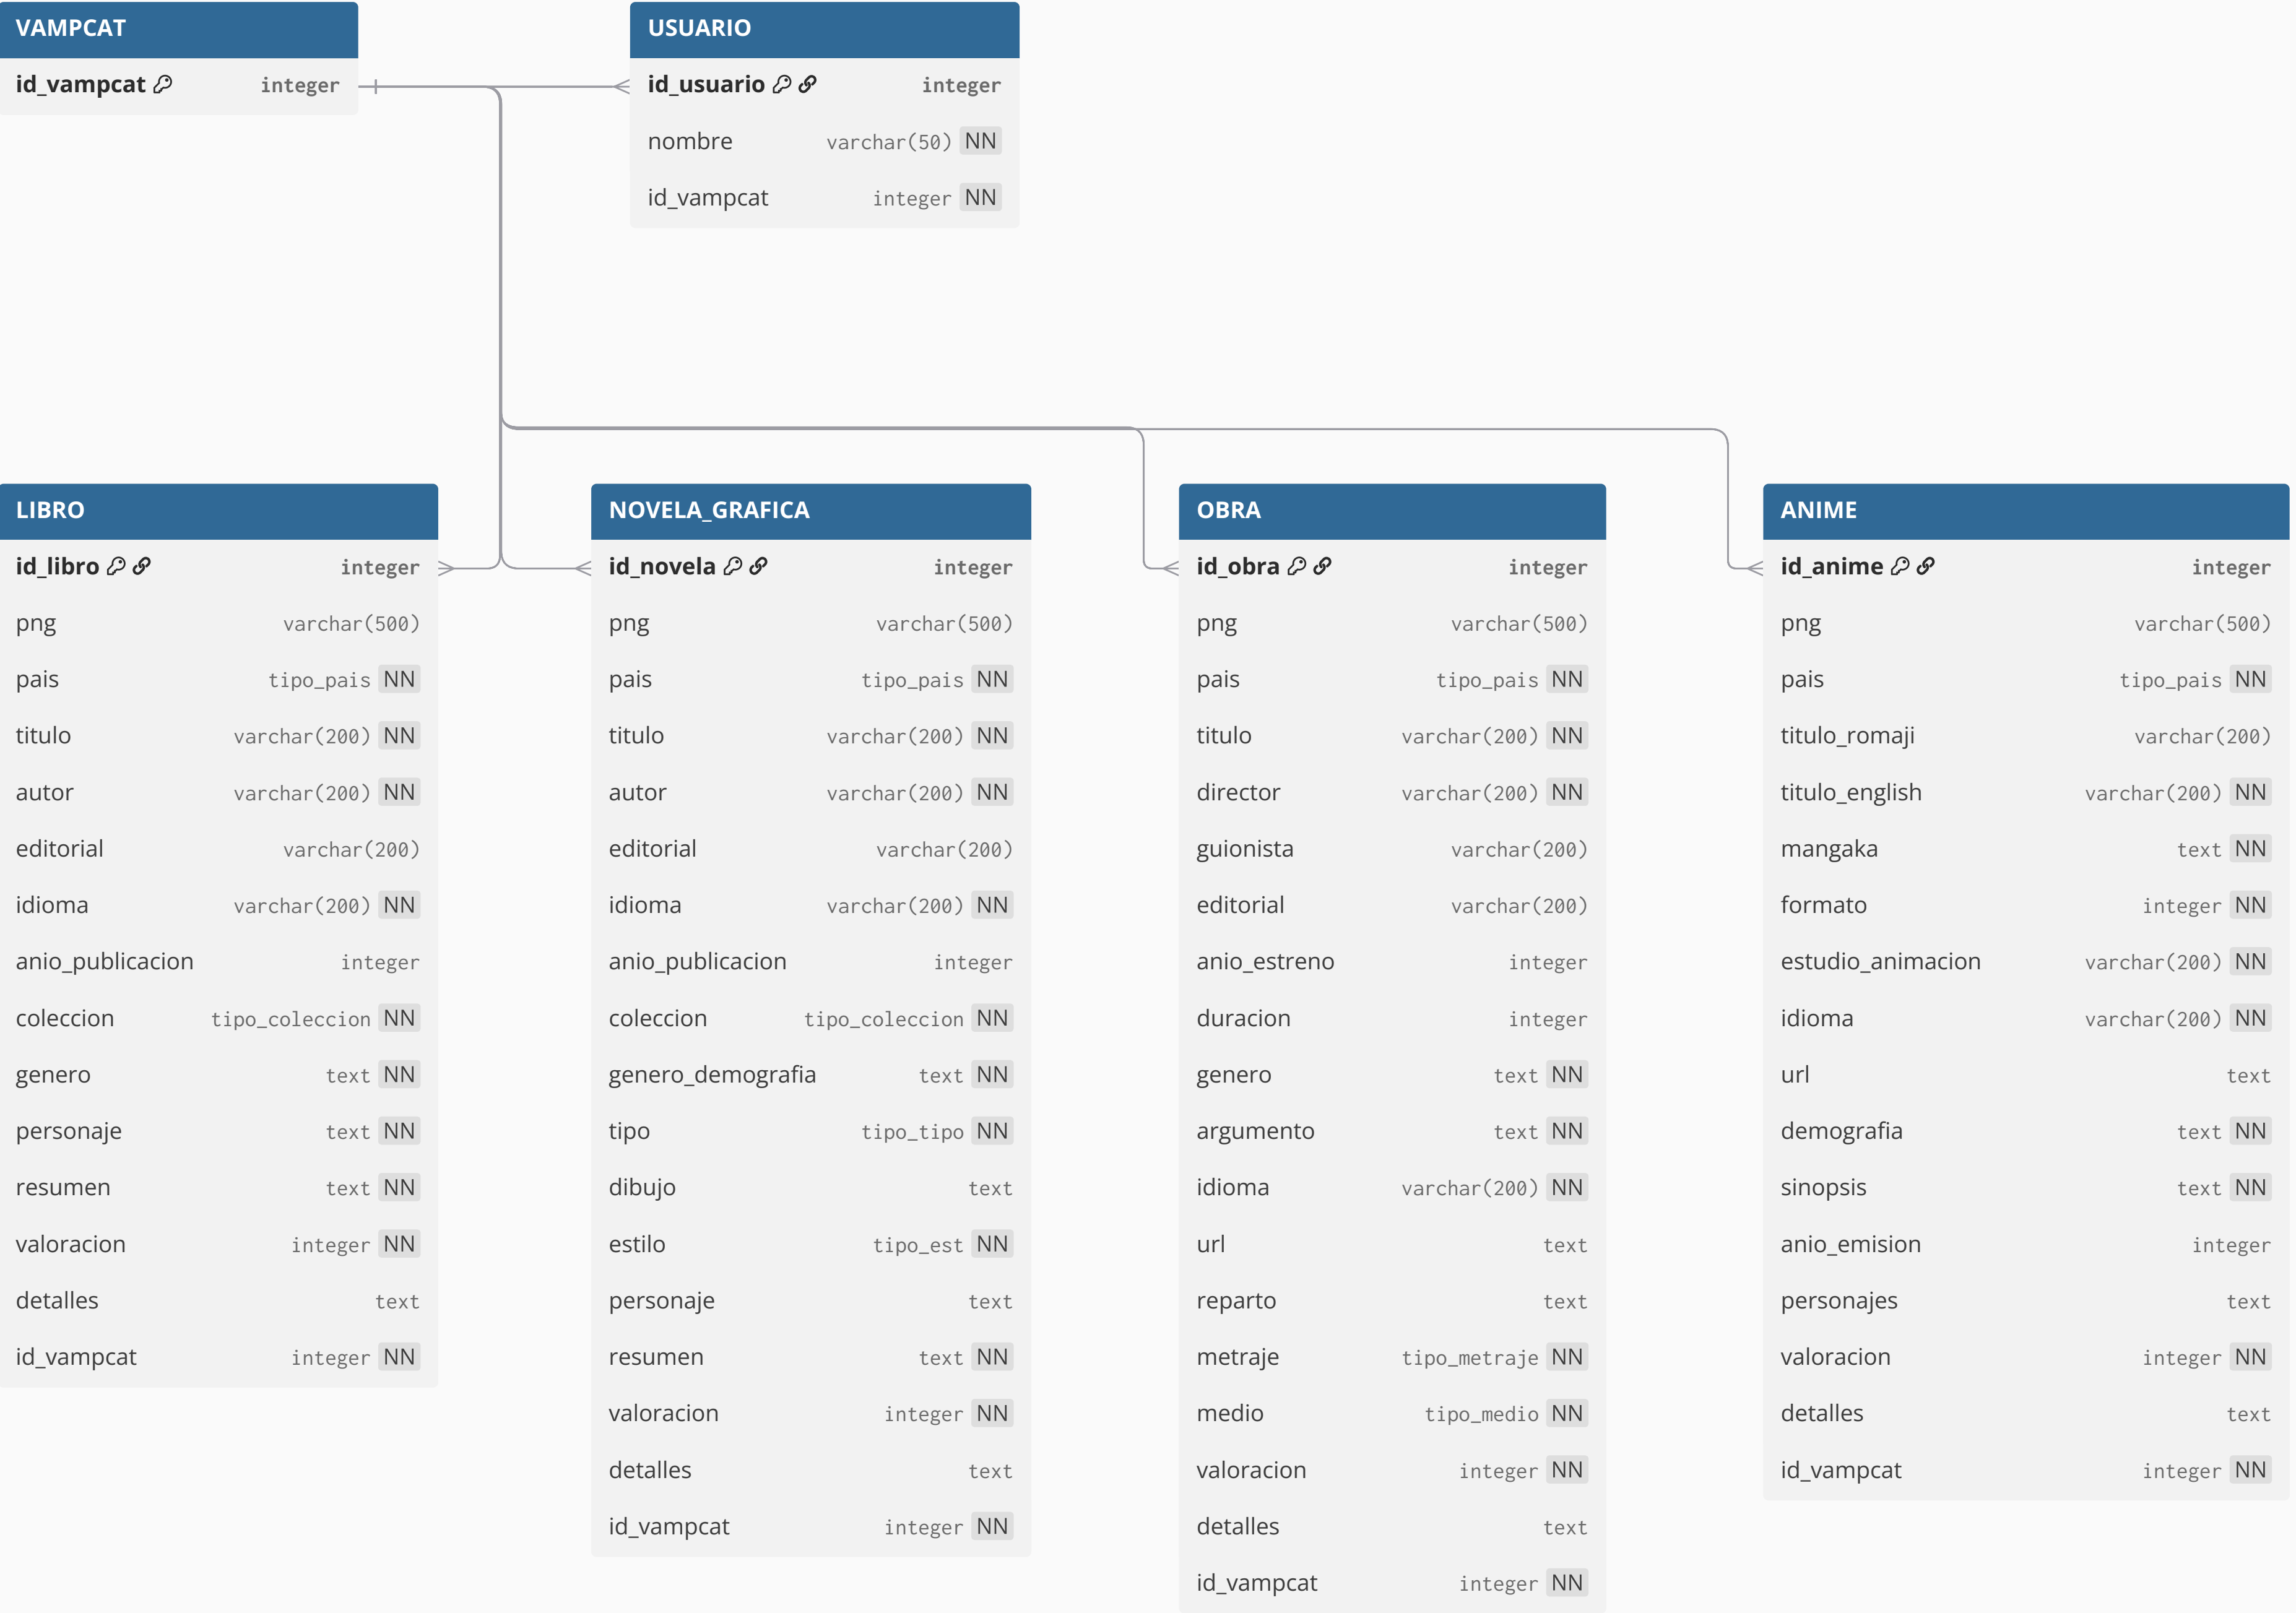 VAMPCAT
id_vampcat integer
USUARIO
id_usuario integer
nombre varchar(50) NN
id_vampcat integer NN
LIBRO
id_libro integer
png varchar(500)
pais tipo_pais NN
titulo varchar(200) NN
autor varchar(200) NN
editorial varchar(200)
idioma varchar(200) NN
anio_publicacion integer
coleccion tipo_coleccion NN
genero text NN
personaje text NN
resumen text NN
valoracion integer NN
detalles text
id_vampcat integer NN
NOVELA_GRAFICA
id_novela integer
png varchar(500)
pais tipo_pais NN
titulo varchar(200) NN
autor varchar(200) NN
editorial varchar(200)
idioma varchar(200) NN
anio_publicacion integer
coleccion tipo_coleccion NN
genero_demografia text NN
tipo tipo_tipo NN
dibujo text
estilo tipo_est NN
personaje text
resumen text NN
valoracion integer NN
detalles text
id_vampcat integer NN
OBRA
id_obra integer
png varchar(500)
pais tipo_pais NN
titulo varchar(200) NN
director varchar(200) NN
guionista varchar(200)
editorial varchar(200)
anio_estreno integer
duracion integer
genero text NN
argumento text NN
idioma varchar(200) NN
url text
reparto text
metraje tipo_metraje NN
medio tipo_medio NN
valoracion integer NN
detalles text
id_vampcat integer NN
ANIME
id_anime integer
png varchar(500)
pais tipo_pais NN
titulo_romaji varchar(200)
titulo_english varchar(200) NN
mangaka text NN
formato integer NN
estudio_animacion varchar(200) NN
idioma varchar(200) NN
url text
demografia text NN
sinopsis text NN
anio_emision integer
personajes text
valoracion integer NN
detalles text
id_vampcat integer NN